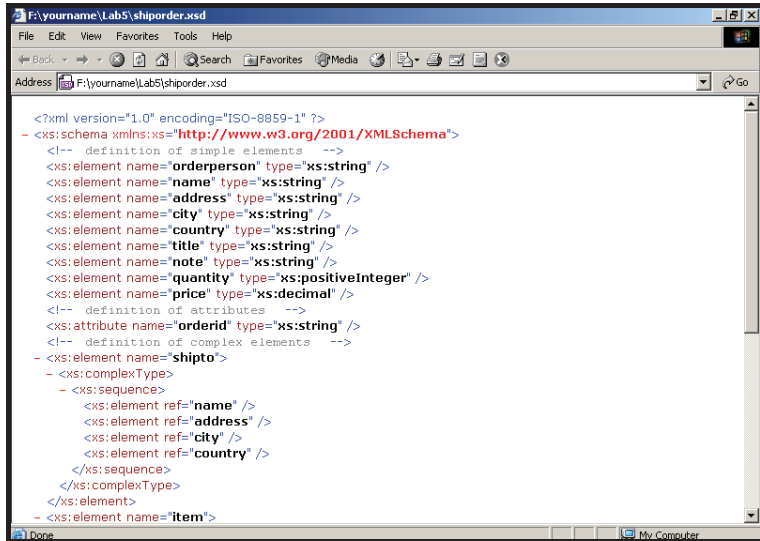 F:\yourname\Lab5\shiporder.xsd
File Edit View Favorites Tools Help
Back Search Favorites Media
Address F:\yourname\Lab5\shiporder.xsd Go
<?xml version="1.0" encoding="ISO-8859-1" ?>
- <xs:schema xmlns:xs="http://www.w3.org/2001/XMLSchema">
<!-- definition of simple elements -->
<xs:element name="orderperson" type="xs:string" />
<xs:element name="name" type="xs:string" />
<xs:element name="address" type="xs:string" />
<xs:element name="city" type="xs:string" />
<xs:element name="country" type="xs:string" />
<xs:element name="title" type="xs:string" />
<xs:element name="note" type="xs:string" />
<xs:element name="quantity" type="xs:positiveInteger" />
<xs:element name="price" type="xs:decimal" />
<!-- definition of attributes -->
<xs:attribute name="orderid" type="xs:string" />
<!-- definition of complex elements -->
- <xs:element name="shipto">
- <xs:complexType>
- <xs:sequence>
<xs:element ref="name" />
<xs:element ref="address" />
<xs:element ref="city" />
<xs:element ref="country" />
</xs:sequence>
</xs:complexType>
</xs:element>
- <xs:element name="item">
Done My Computer